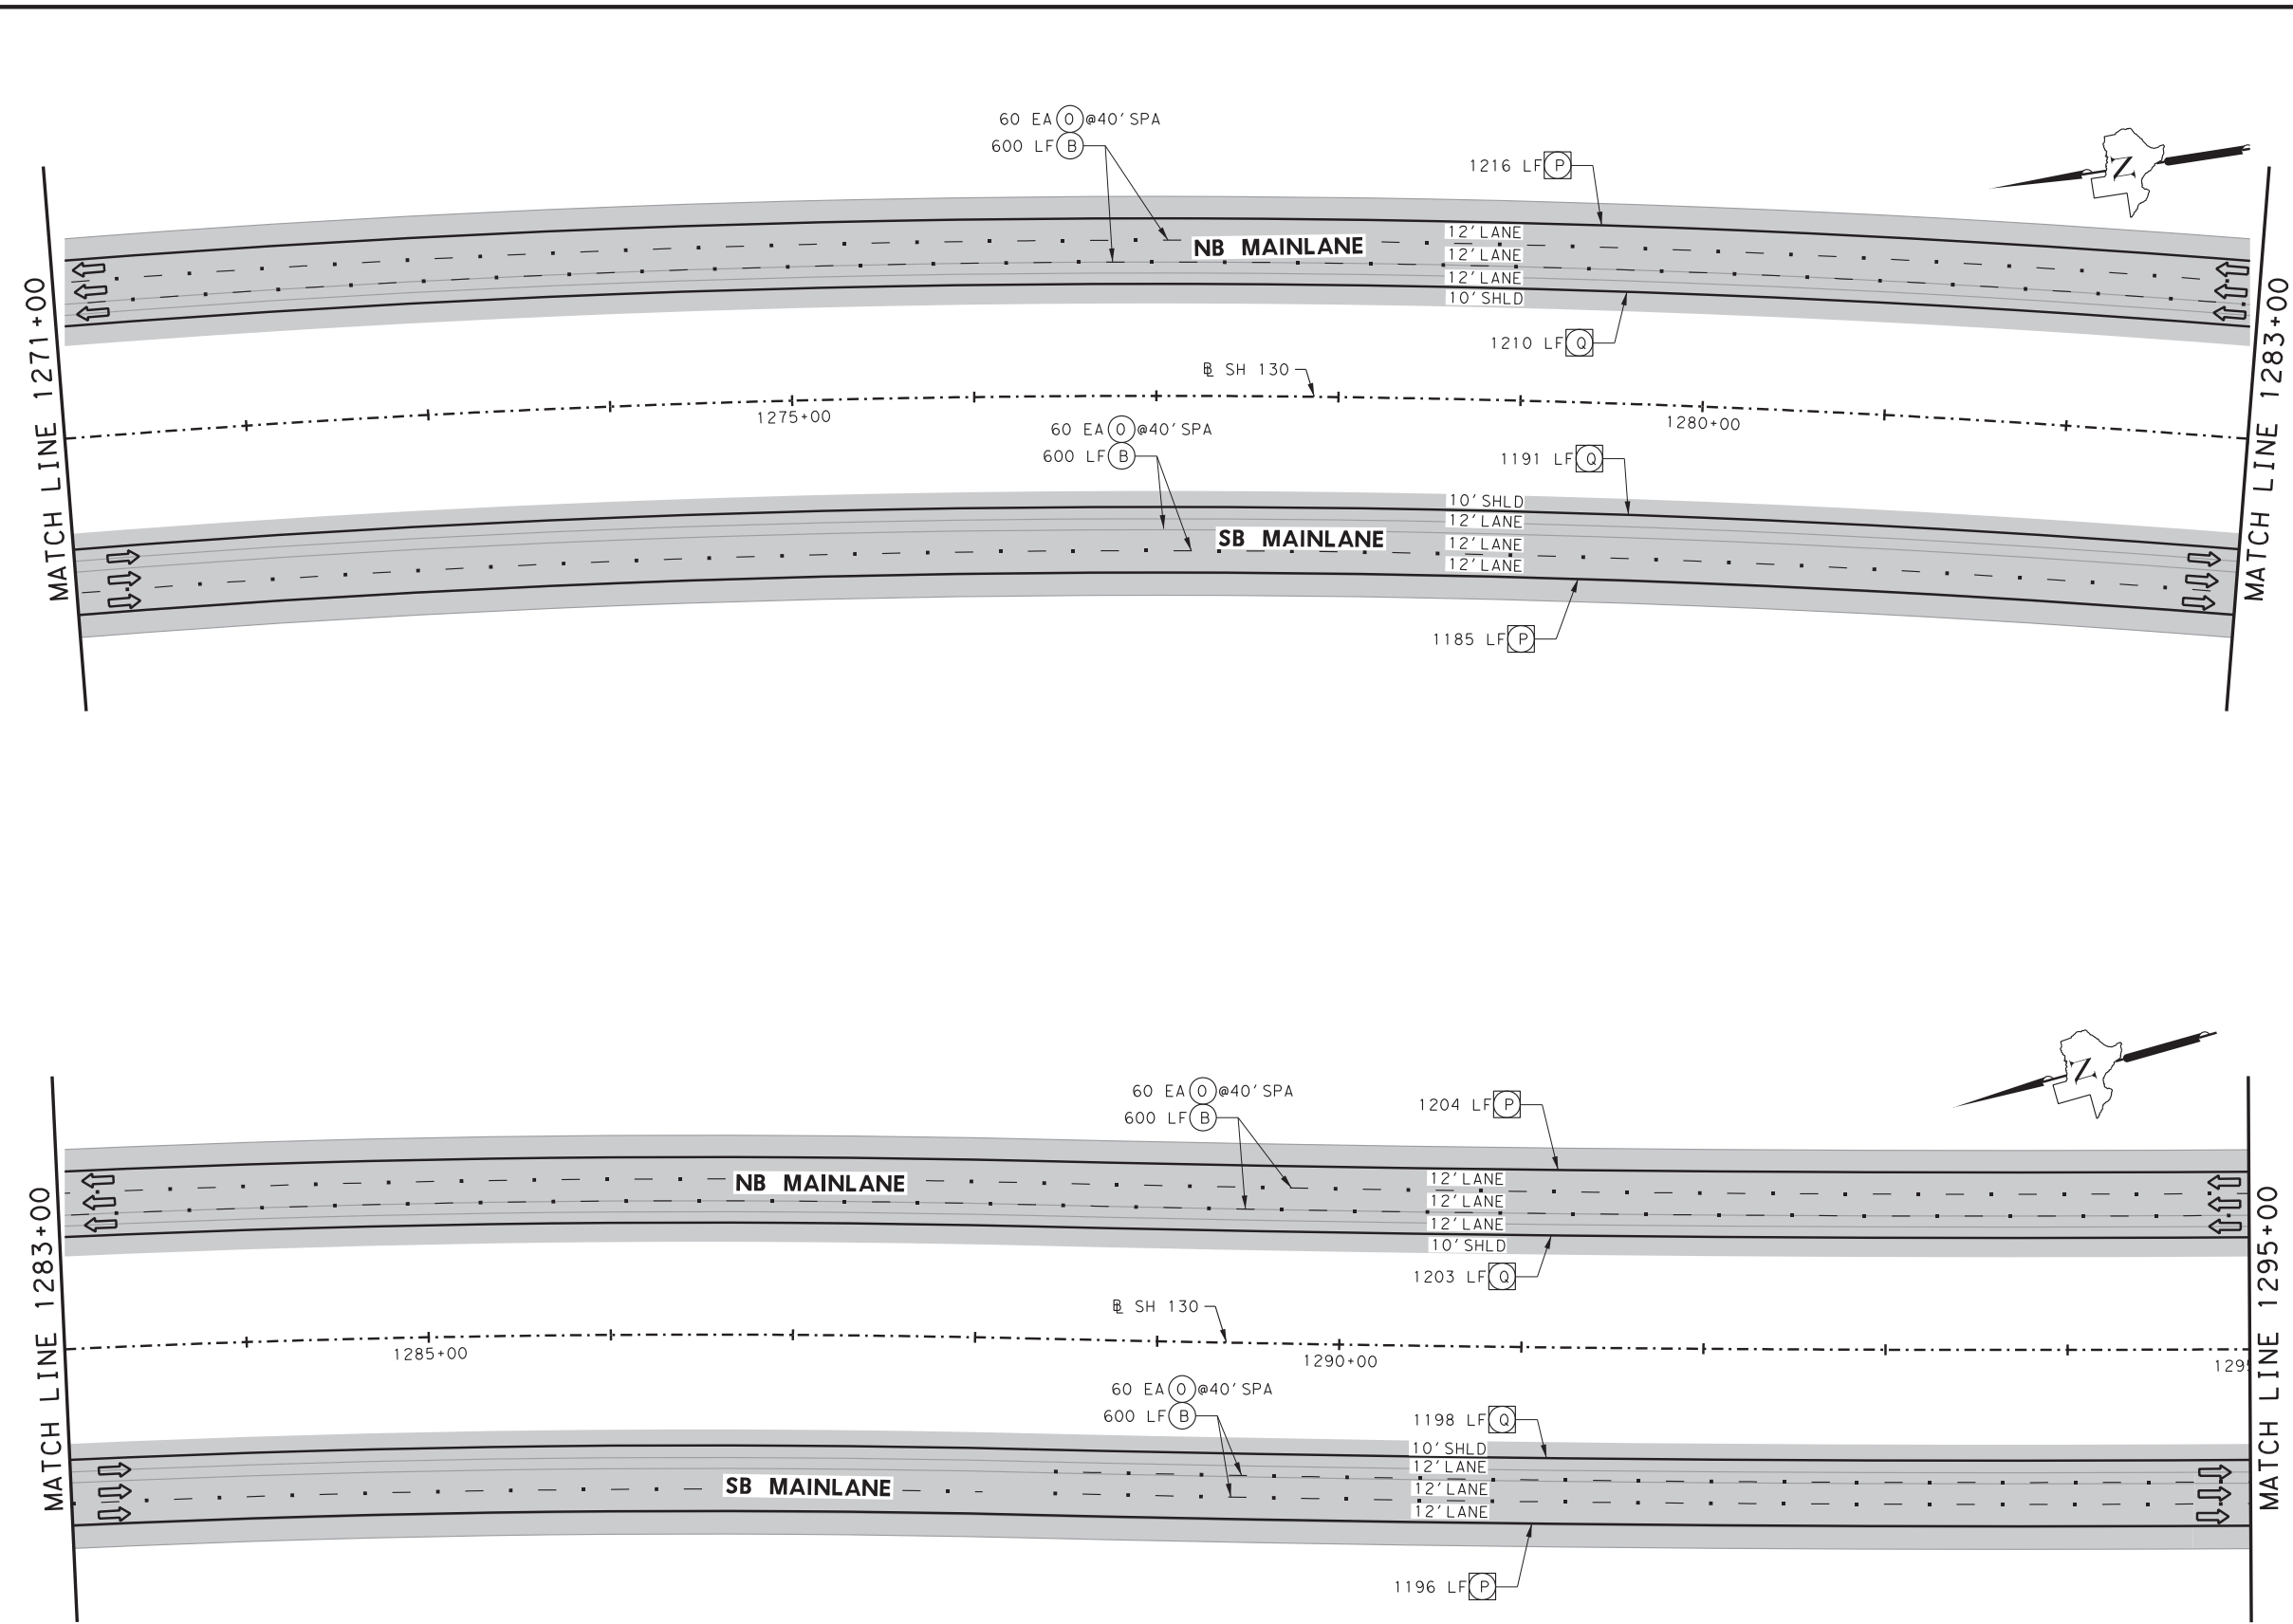 60 EA O @40' SPA
600 LF B
1216 LF P
N
12' LANE
NB MAINLANE
12' LANE
12' LANE
10' SHLD
MATCH LINE 1271+00
MATCH LINE 1283+00
1210 LF Q
BL SH 130
1275+00
1280+00
60 EA O @40' SPA
600 LF B
1191 LF Q
10' SHLD
12' LANE
SB MAINLANE
12' LANE
12' LANE
1185 LF P
N
60 EA O @40' SPA
600 LF B
1204 LF P
12' LANE
NB MAINLANE
12' LANE
12' LANE
10' SHLD
MATCH LINE 1283+00
MATCH LINE 1295+00
1203 LF Q
BL SH 130
1285+00
1290+00
129
60 EA O @40' SPA
600 LF B
1198 LF Q
10' SHLD
12' LANE
SB MAINLANE
12' LANE
12' LANE
1196 LF P